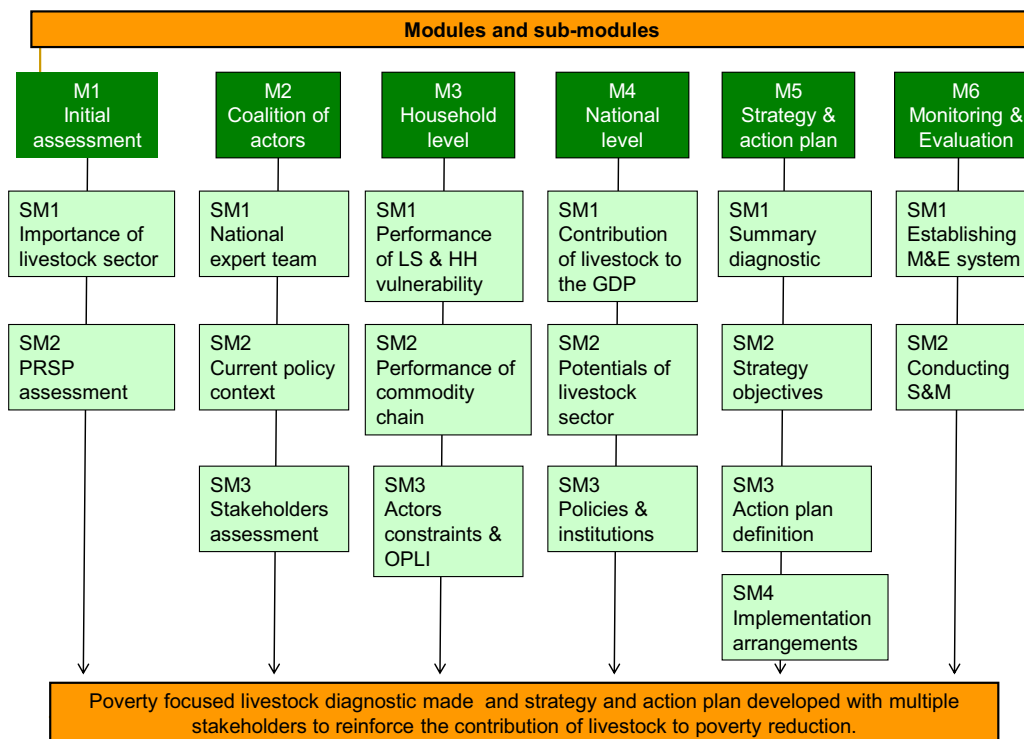 Modules and sub-modules
M1
Initial
assessment
M2
Coalition of
actors
M3
Household
level
M4
National
level
M5
Strategy &
action plan
M6
Monitoring &
Evaluation
SM1
Importance of
livestock sector
SM1
National
expert team
SM1
Performance
of LS & HH
vulnerability
SM1
Contribution
of livestock to
the GDP
SM1
Summary
diagnostic
SM1
Establishing
M&E system
SM2
PRSP
assessment
SM2
Current policy
context
SM2
Performance of
commodity
chain
SM2
Potentials of
livestock
sector
SM2
Strategy
objectives
SM2
Conducting
S&M
SM3
Stakeholders
assessment
SM3
Actors
constraints &
OPLI
SM3
Policies &
institutions
SM3
Action plan
definition
SM4
Implementation
arrangements
Poverty focused livestock diagnostic made and strategy and action plan developed with multiple
stakeholders to reinforce the contribution of livestock to poverty reduction.